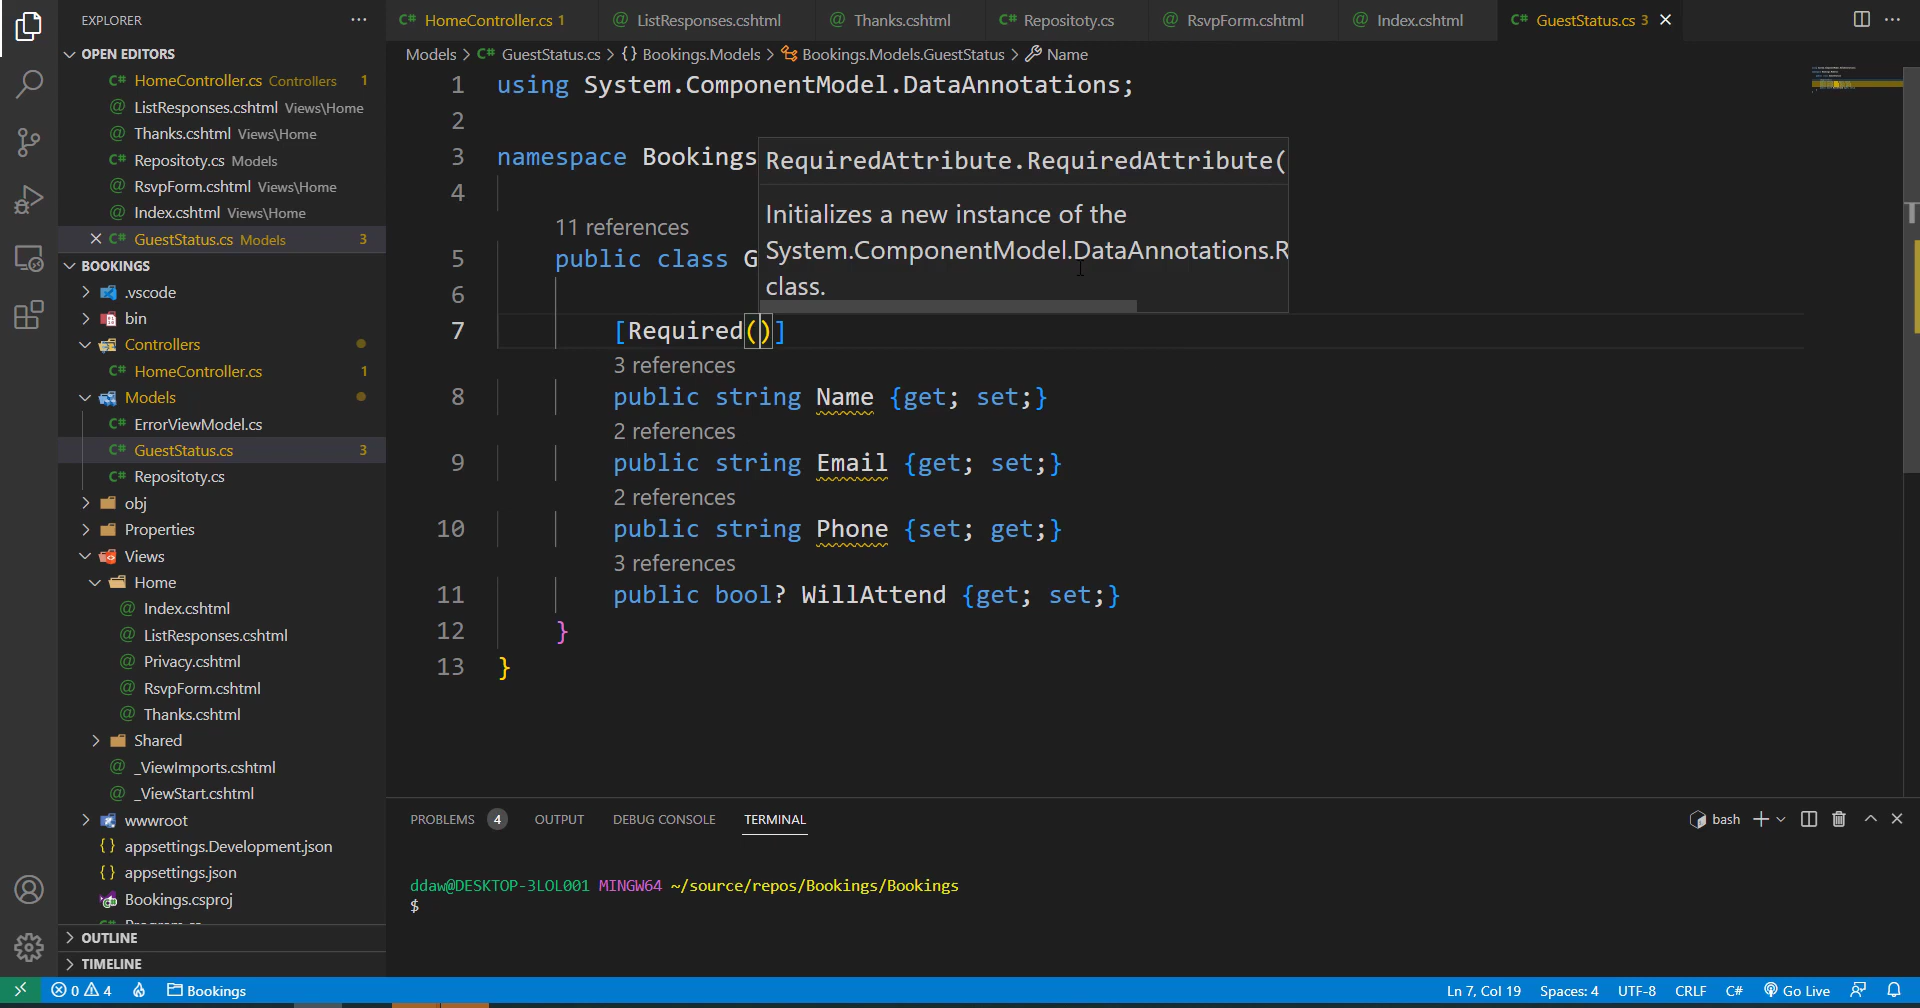 EXPLORER
OPEN EDITORS
HomeController.cs Controllers 1
ListResponses.cshtml Views\Home
Thanks.cshtml Views\Home
Repositoty.cs Models
RsvpForm.cshtml Views\Home
Index.cshtml Views\Home
GuestStatus.cs Models 3
BOOKINGS
.vscode
bin
Controllers
HomeController.cs 1
Models
ErrorViewModel.cs
GuestStatus.cs 3
Repositoty.cs
obj
Properties
Views
Home
Index.cshtml
ListResponses.cshtml
Privacy.cshtml
RsvpForm.cshtml
Thanks.cshtml
Shared
_ViewImports.cshtml
_ViewStart.cshtml
wwwroot
appsettings.Development.json
appsettings.json
Bookings.csproj
OUTLINE
TIMELINE
HomeController.cs 1 ListResponses.cshtml Thanks.cshtml Repositoty.cs RsvpForm.cshtml Index.cshtml GuestStatus.cs 3
Models > GuestStatus.cs > {} Bookings.Models > Bookings.Models.GuestStatus > Name
1 using System.ComponentModel.DataAnnotations;
2
3 namespace Bookings
4
11 references
5 public class G
6
7 [Required()]
3 references
8 public string Name {get; set;}
2 references
9 public string Email {get; set;}
2 references
10 public string Phone {set; get;}
3 references
11 public bool? WillAttend {get; set;}
12 }
13 }
RequiredAttribute.RequiredAttribute(
Initializes a new instance of the
System.ComponentModel.DataAnnotations.R
class.
PROBLEMS 4 OUTPUT DEBUG CONSOLE TERMINAL
bash
ddaw@DESKTOP-3LOL001 MINGW64 ~/source/repos/Bookings/Bookings
$
0 4 Bookings Ln 7, Col 19 Spaces: 4 UTF-8 CRLF C# Go Live